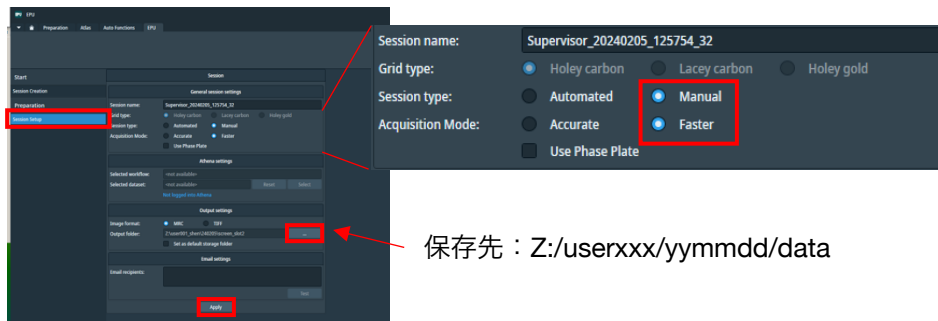 EPU
Preparation Atlas Auto Functions EPU
Start
Session Creation
Preparation
Session Setup
Session
General session settings
Session name: Supervisor_20240205_125754_32
Grid type: Holey carbon Lacey carbon Holey gold
Session type: Automated Manual
Acquisition Mode: Accurate Faster
Use Phase Plate
Athena settings
Selected workflow: <not available>
Selected dataset: <not available> Reset Select
Not logged into Athena
Output settings
Image format: MRC TIFF
Output folder: ...
Set as default storage folder
Email settings
Email recipients:
Apply
Session name: Supervisor_20240205_125754_32
Grid type: Holey carbon Lacey carbon Holey gold
Session type: Automated Manual
Acquisition Mode: Accurate Faster
Use Phase Plate
保存先：Z:/userxxx/yymmdd/data